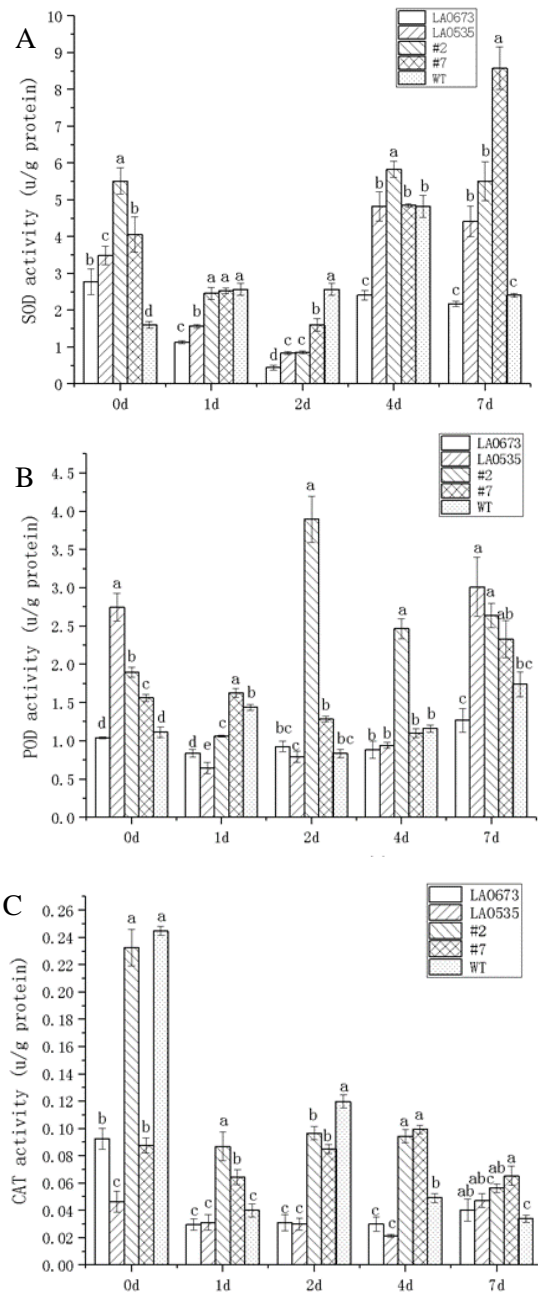 A
LA0673
LA0535
#2
#7
WT
SOD activity (u/g protein)
10
9
8
7
6
5
4
3
2
1
0
b c a b d
c b a a a
d c c b a
c b a b b
c b b a c
0d 1d 2d 4d 7d
B
LA0673
LA0535
#2
#7
WT
POD activity (u/g protein)
4.5
4.0
3.5
3.0
2.5
2.0
1.5
1.0
0.5
0.0
d a b c d
d e c a b
bc c a b bc
b b a b b
c a a ab bc
0d 1d 2d 4d 7d
C
LA0673
LA0535
#2
#7
WT
CAT activity (u/g protein)
0.26
0.24
0.22
0.20
0.18
0.16
0.14
0.12
0.10
0.08
0.06
0.04
0.02
0.00
b c a b a
c c a b c
c c b b a
c c a a b
ab ab abc a c
0d 1d 2d 4d 7d